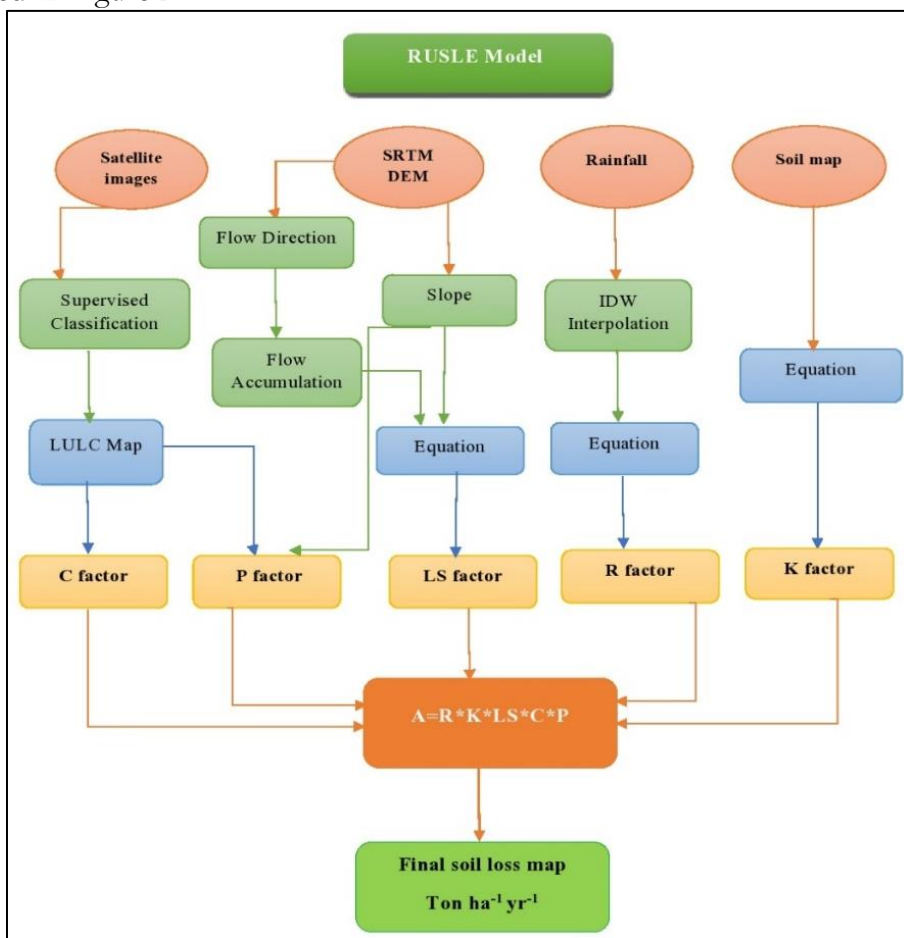 RUSLE Model
Satellite
images
SRTM
DEM
Rainfall
Soil map
Flow Direction
Supervised
Classification
Slope
IDW
Interpolation
Flow
Accumulation
Equation
LULC Map
Equation
Equation
C factor
P factor
LS factor
R factor
K factor
A=R*K*LS*C*P
Final soil loss map
Ton ha⁻¹ yr⁻¹